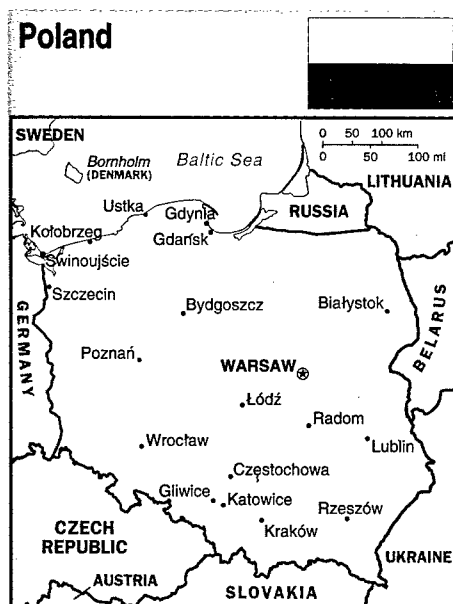 Poland
0 50 100 km
0 50 100 mi
SWEDEN
Bornholm
(DENMARK)
Baltic Sea
LITHUANIA
RUSSIA
Ustka
Gdynia
Gdańsk
Kołobrzeg
Świnoujście
Szczecin
Bydgoszcz
Białystok
GERMANY
BELARUS
Poznań
WARSAW
Łódź
Radom
Lublin
Wrocław
Częstochowa
Gliwice
Katowice
Kraków
Rzeszów
CZECH
REPUBLIC
UKRAINE
AUSTRIA
SLOVAKIA